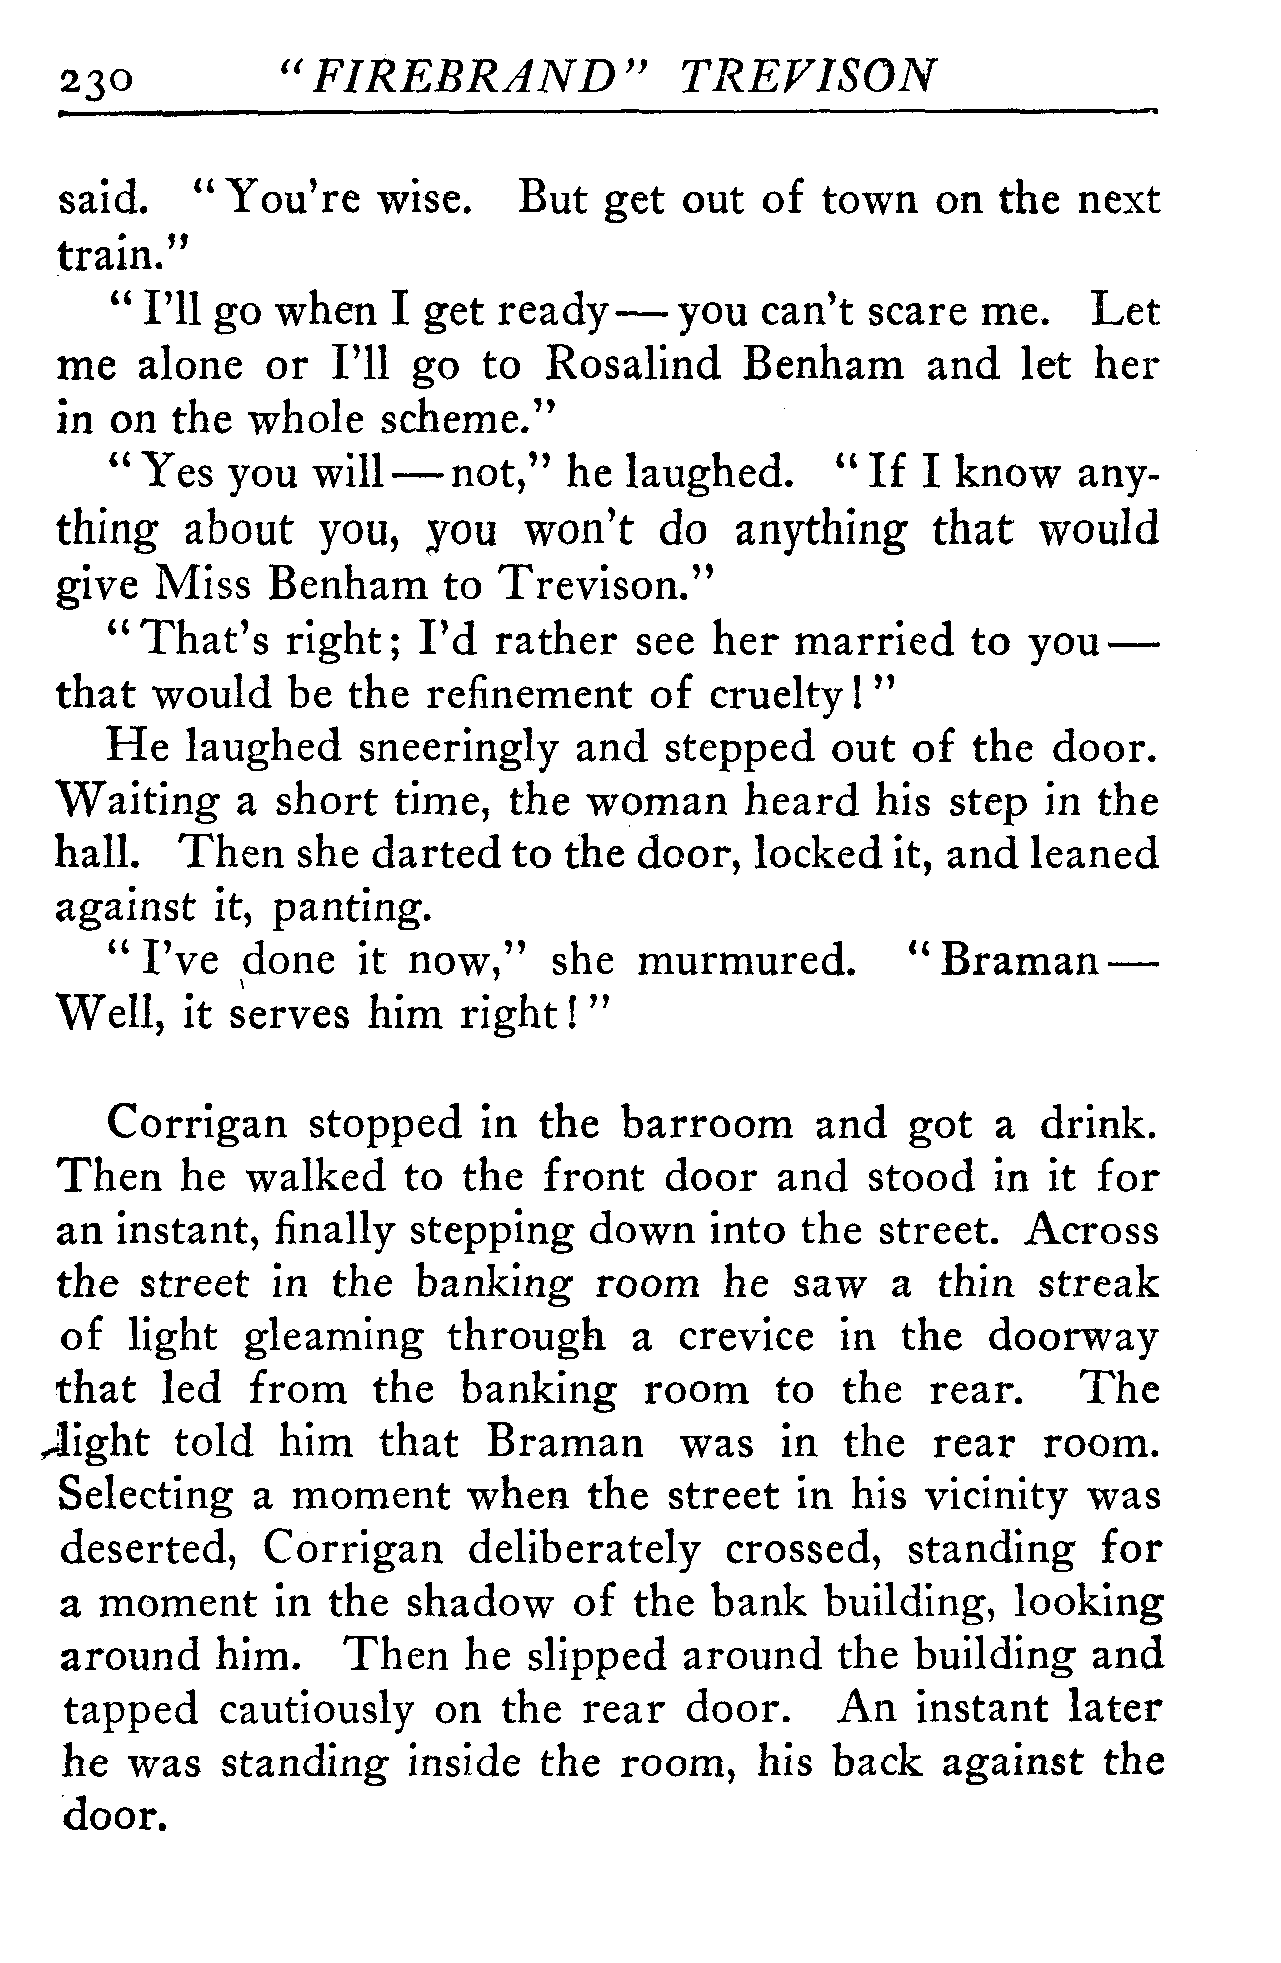 230 "FIREBRAND" TREVISON
said. "You're wise. But get out of town on the next
train."
"I'll go when I get ready—you can't scare me. Let
me alone or I'll go to Rosalind Benham and let her
in on the whole scheme."
"Yes you will—not," he laughed. "If I know any-
thing about you, you won't do anything that would
give Miss Benham to Trevison."
"That's right; I'd rather see her married to you—
that would be the refinement of cruelty!"
He laughed sneeringly and stepped out of the door.
Waiting a short time, the woman heard his step in the
hall. Then she darted to the door, locked it, and leaned
against it, panting.
"I've done it now," she murmured. "Braman—
Well, it serves him right!"
Corrigan stopped in the barroom and got a drink.
Then he walked to the front door and stood in it for
an instant, finally stepping down into the street. Across
the street in the banking room he saw a thin streak
of light gleaming through a crevice in the doorway
that led from the banking room to the rear. The
light told him that Braman was in the rear room.
Selecting a moment when the street in his vicinity was
deserted, Corrigan deliberately crossed, standing for
a moment in the shadow of the bank building, looking
around him. Then he slipped around the building and
tapped cautiously on the rear door. An instant later
he was standing inside the room, his back against the
door.